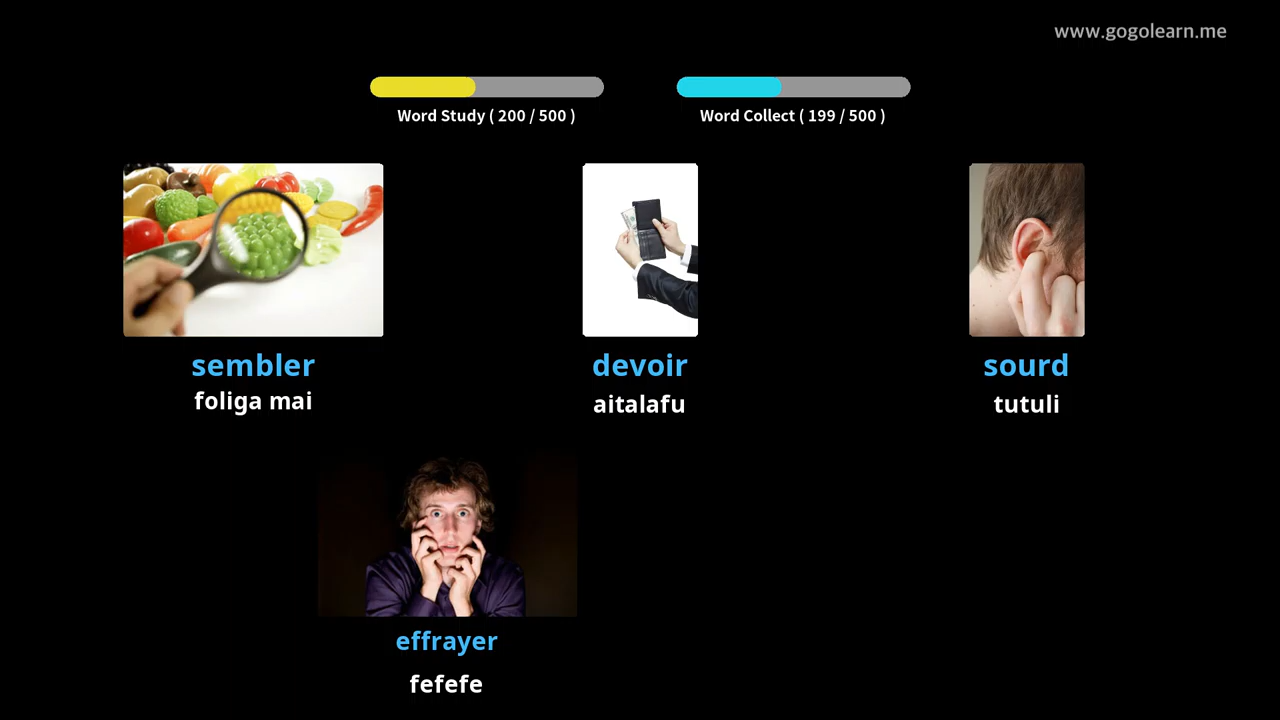 www.gogolearn.me
Word Study ( 200 / 500 )
Word Collect ( 199 / 500 )
sembler
foliga mai
devoir
aitalafu
sourd
tutuli
effrayer
fefefe